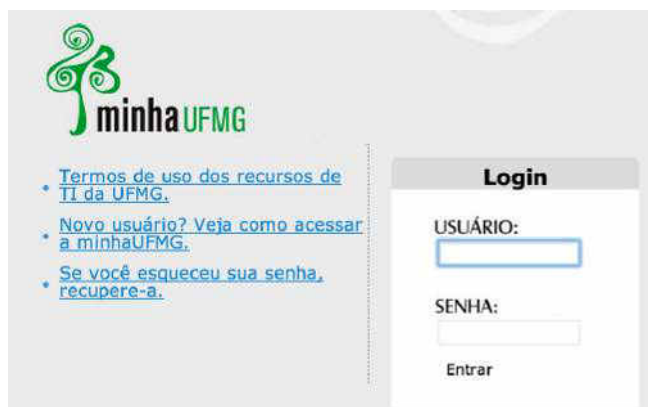 minhaUFMG
Termos de uso dos recursos de
TI da UFMG.
Novo usuário? Veja como acessar
a minhaUFMG.
Se você esqueceu sua senha,
recupere-a.
Login
USUÁRIO:
SENHA:
Entrar